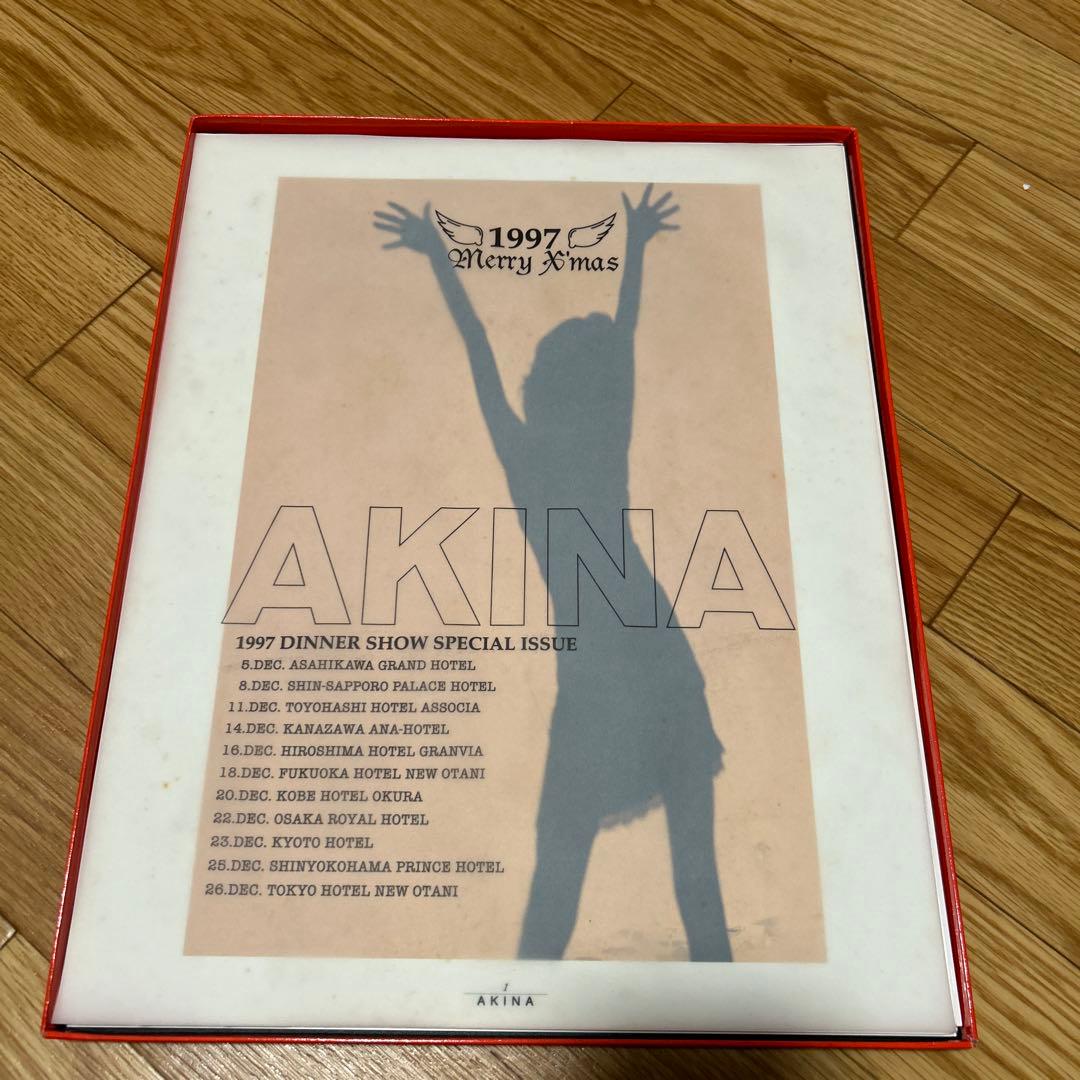 1997
Merry X'mas
AKINA
1997 DINNER SHOW SPECIAL ISSUE
5.DEC. ASAHIKAWA GRAND HOTEL
8.DEC. SHIN-SAPPORO PALACE HOTEL
11.DEC. TOYOHASHI HOTEL ASSOCIA
14.DEC. KANAZAWA ANA-HOTEL
16.DEC. HIROSHIMA HOTEL GRANVIA
18.DEC. FUKUOKA HOTEL NEW OTANI
20.DEC. KOBE HOTEL OKURA
22.DEC. OSAKA ROYAL HOTEL
23.DEC. KYOTO HOTEL
25.DEC. SHINYOKOHAMA PRINCE HOTEL
26.DEC. TOKYO HOTEL NEW OTANI
1
AKINA